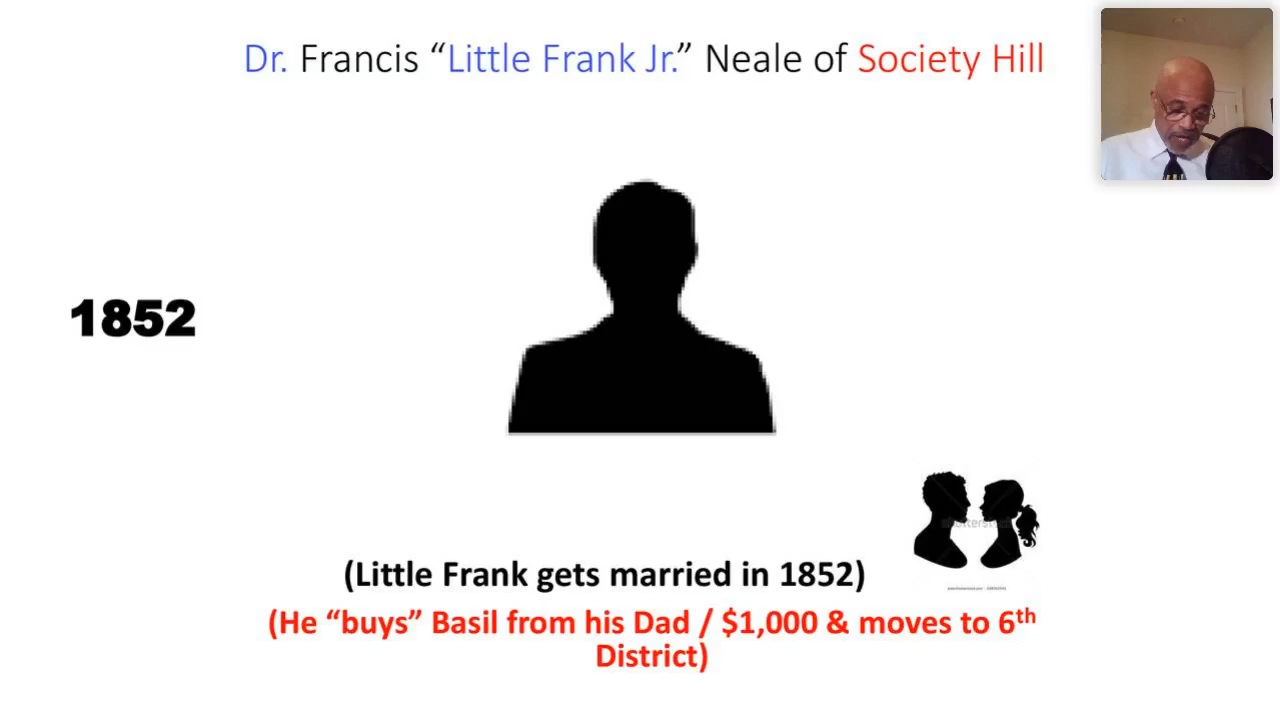 Dr. Francis “Little Frank Jr.” Neale of Society Hill
1852
(Little Frank gets married in 1852)
(He “buys” Basil from his Dad / $1,000 & moves to 6th
District)